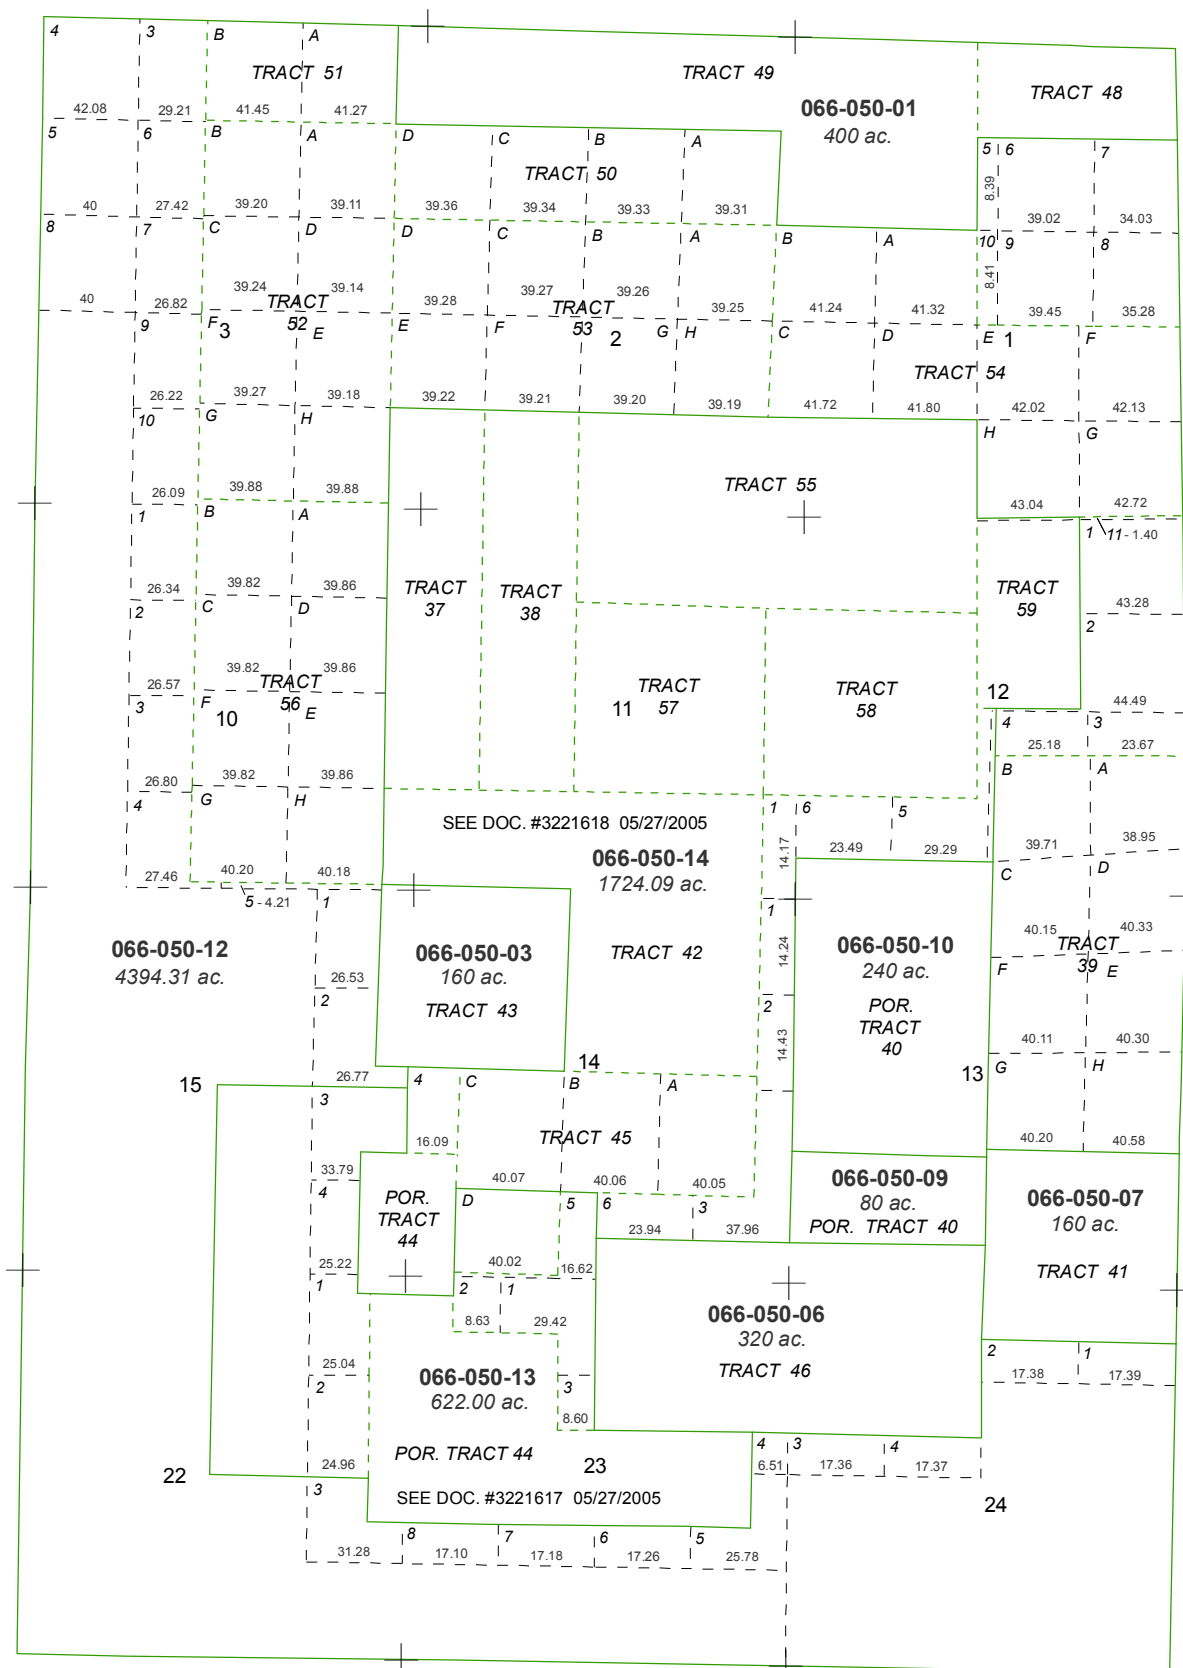 4 3 B A
TRACT 51
TRACT 49
TRACT 48
066-050-01
400 ac.
42.08 29.21 41.45 41.27
5 6 B A D C B A
5 6 7
TRACT 50
8.39
40 27.42 39.20 39.11 39.36 39.34 39.33 39.31
39.02 34.03
8 7 C D D C B A B A 10 9 8
8.41
39.24 39.14 39.28 39.27 39.26 39.25 41.24 41.32 39.45 35.28
40 26.82
TRACT
52
TRACT
53
9 F 3 E E F 2 G H C D E 1 F
TRACT 54
26.22 39.27 39.18 39.22 39.21 39.20 39.19 41.72 41.80 42.02 42.13
10 G H H G
TRACT 55
26.09 39.88 39.88
43.04 42.72
1 B A
1 11 - 1.40
26.34 39.82 39.86
TRACT
37
TRACT
38
TRACT
59
43.28
2 C D 2
39.82 39.86
26.57
TRACT
56
TRACT
57
TRACT
58
3 F 10 E 11 12
44.49
4 3
25.18 23.67
26.80 39.82 39.86
B A
4 G H
1 6 5
SEE DOC. #3221618 05/27/2005
066-050-14
1724.09 ac.
14.17
23.49 29.29
39.71 38.95
C D
27.46 40.20 40.18
5 - 4.21
1 1
066-050-12
4394.31 ac.
066-050-03
160 ac.
TRACT 43
TRACT 42
14.24
066-050-10
240 ac.
POR.
TRACT
40
40.15 40.33
TRACT
39
F E
26.53
2 2
14.43
40.11 40.30
14
13 G H
15
26.77
3 4 C B A
TRACT 45
16.09
40.20 40.58
33.79
40.07 40.06 40.05
066-050-09
80 ac.
POR. TRACT 40
066-050-07
160 ac.
TRACT 41
4
POR.
TRACT
44
D 5 6 3
23.94 37.96
25.22 40.02 16.62
1 2 1
8.63 29.42
066-050-06
320 ac.
TRACT 46
25.04
2
066-050-13
622.00 ac.
3
8.60
2 1
17.38 17.39
POR. TRACT 44
4 3 4
6.51 17.36 17.37
22 24.96 23
3
SEE DOC. #3221617 05/27/2005
24
8 7 6 5
31.28 17.10 17.18 17.26 25.78